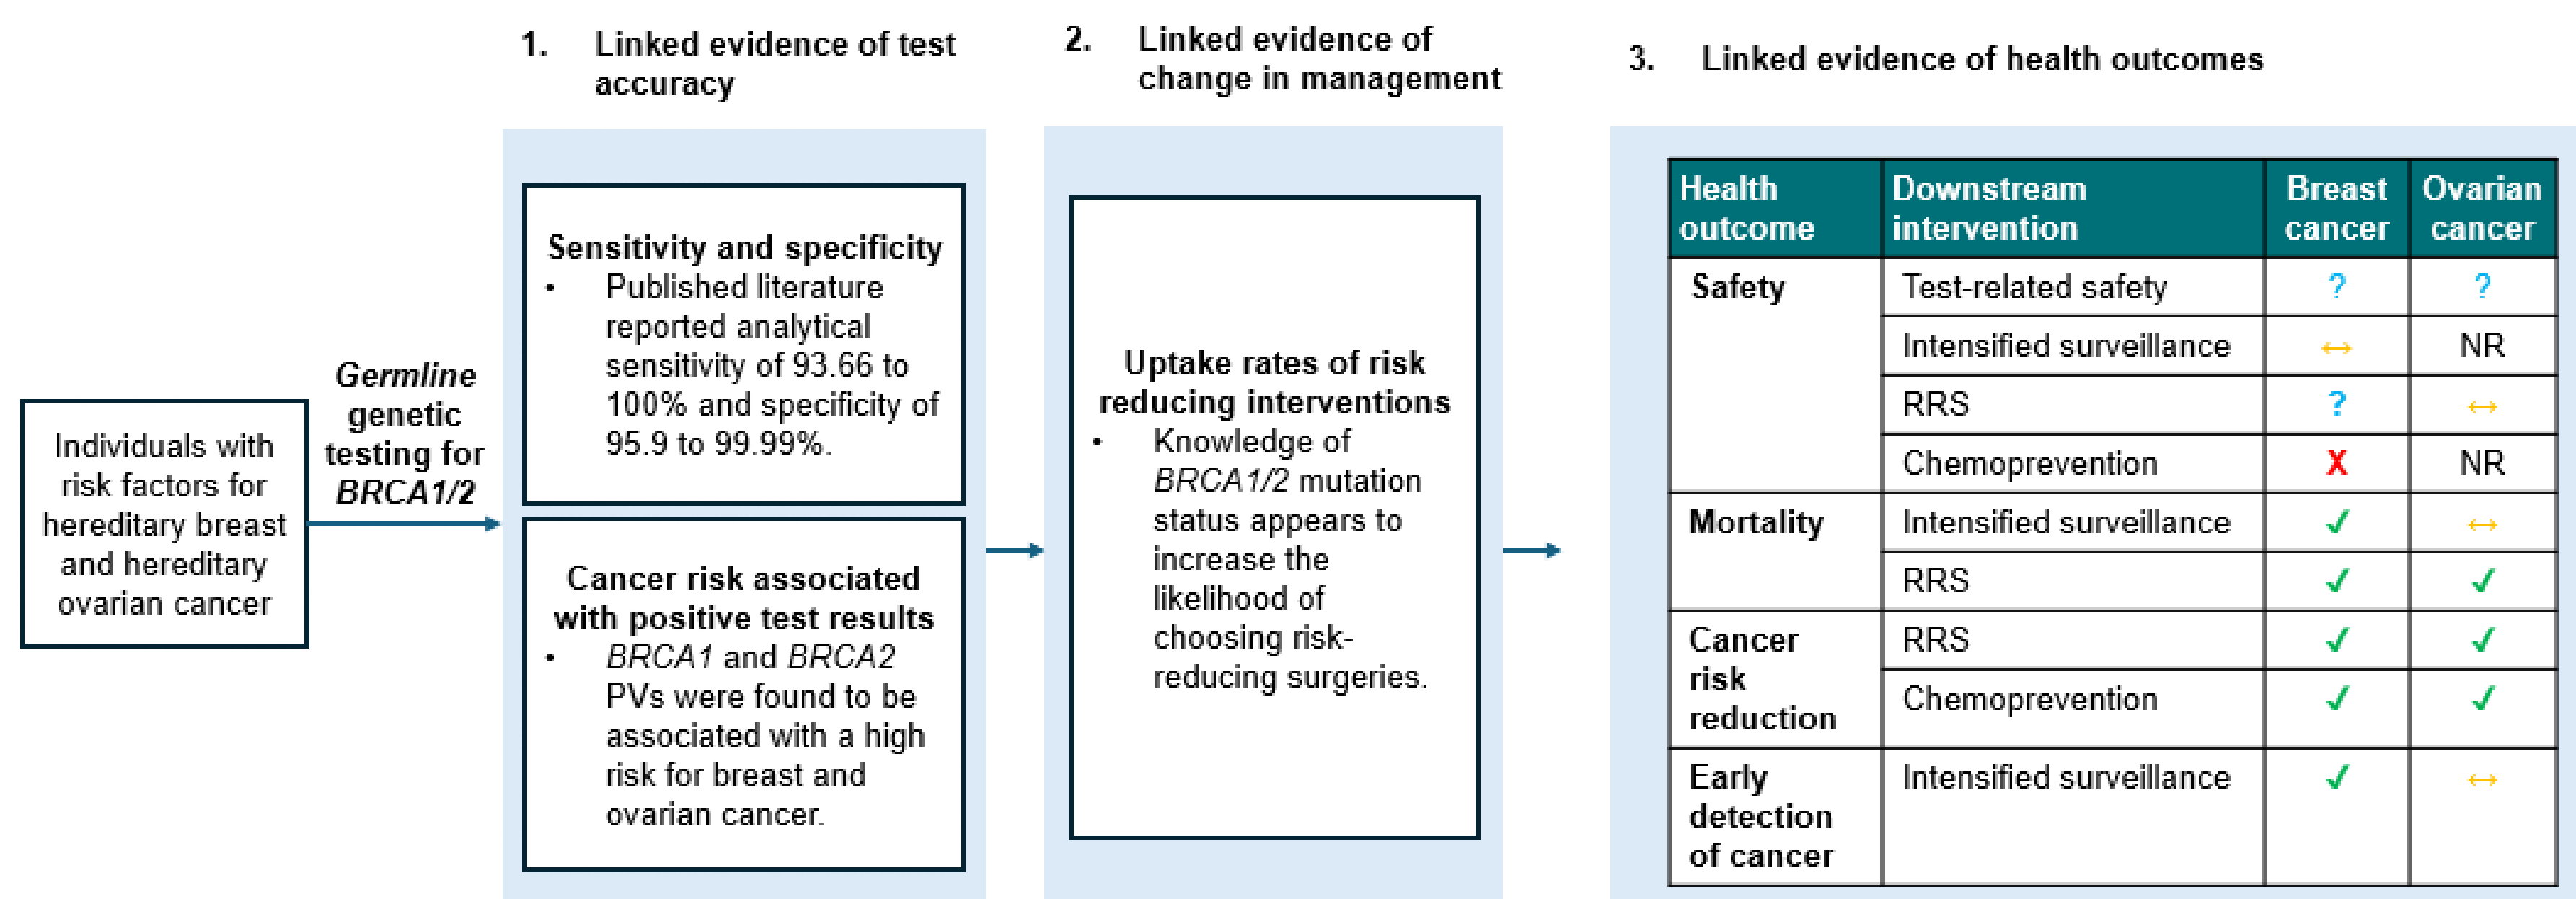 1. Linked evidence of test
accuracy
2. Linked evidence of
change in management
3. Linked evidence of health outcomes
Individuals with
risk factors for
hereditary breast
and hereditary
ovarian cancer
Germline
genetic
testing for
BRCA1/2
Sensitivity and specificity
• Published literature
reported analytical
sensitivity of 93.66 to
100% and specificity of
95.9 to 99.99%.
Cancer risk associated
with positive test results
• BRCA1 and BRCA2
PVs were found to be
associated with a high
risk for breast and
ovarian cancer.
Uptake rates of risk
reducing interventions
• Knowledge of
BRCA1/2 mutation
status appears to
increase the
likelihood of
choosing risk-
reducing surgeries.
Health Downstream Breast Ovarian
outcome intervention cancer cancer
Safety Test-related safety ? ?
Intensified surveillance ↔ NR
RRS ? ↔
Chemoprevention X NR
Mortality Intensified surveillance ✓ ↔
RRS ✓ ✓
Cancer RRS ✓ ✓
risk
Chemoprevention ✓ ✓
reduction
Early Intensified surveillance ✓ ↔
detection
of cancer